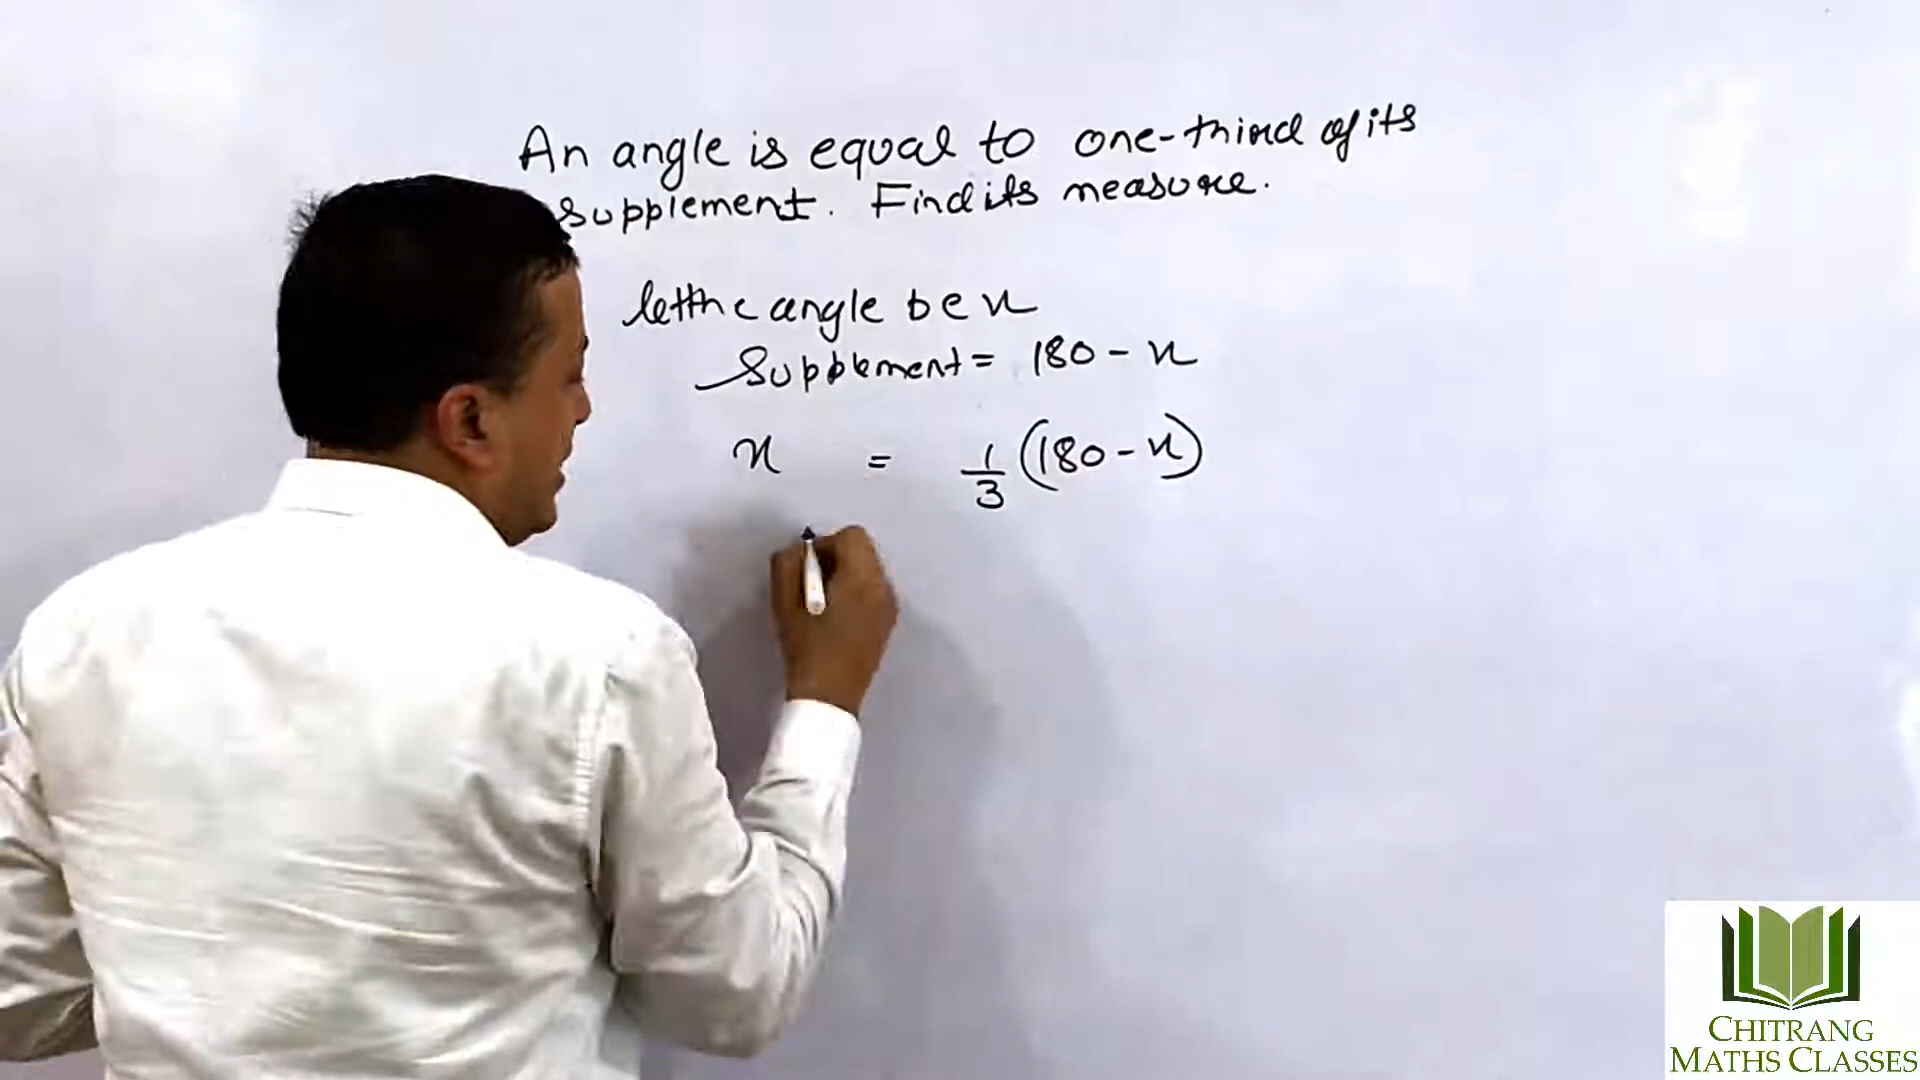 An angle is equal to one-third of its
supplement. Find its measure.
let the angle be x
Supplement = 180 - x
x = 1/3 (180 - x)
CHITRANG
MATHS CLASSES